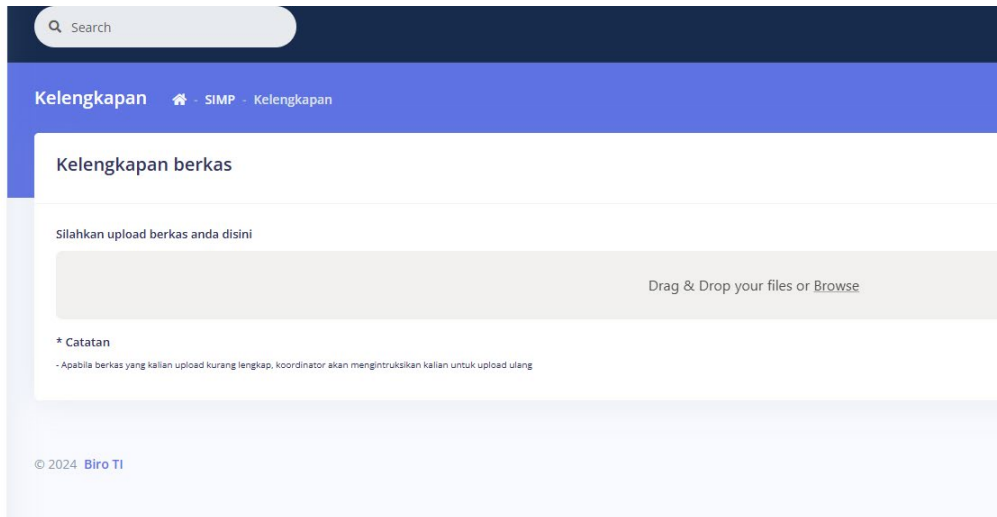 Search
Kelengkapan - SIMP - Kelengkapan
Kelengkapan berkas
Silahkan upload berkas anda disini
Drag & Drop your files or Browse
* Catatan
- Apabila berkas yang kalian upload kurang lengkap, koordinator akan mengintruksikan kalian untuk upload ulang
© 2024 Biro TI